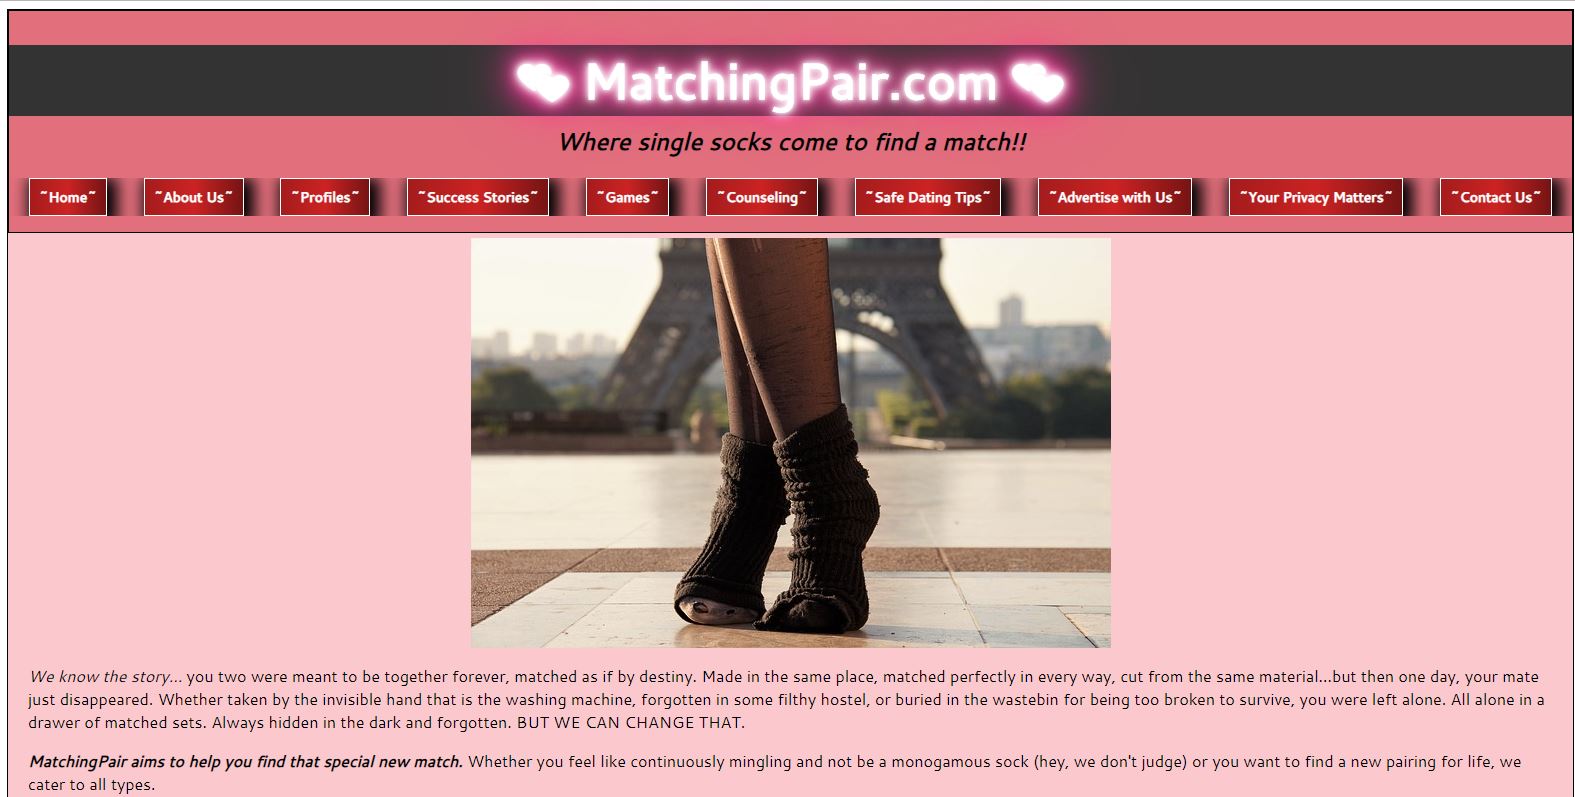 MatchingPair.com
Where single socks come to find a match!!
~Home~ ~About Us~ ~Profiles~ ~Success Stories~ ~Games~ ~Counseling~ ~Safe Dating Tips~ ~Advertise with Us~ ~Your Privacy Matters~ ~Contact Us~
We know the story... you two were meant to be together forever, matched as if by destiny. Made in the same place, matched perfectly in every way, cut from the same material...but then one day, your mate
just disappeared. Whether taken by the invisible hand that is the washing machine, forgotten in some filthy hostel, or buried in the wastebin for being too broken to survive, you were left alone. All alone in a
drawer of matched sets. Always hidden in the dark and forgotten. BUT WE CAN CHANGE THAT.
MatchingPair aims to help you find that special new match. Whether you feel like continuously mingling and not be a monogamous sock (hey, we don't judge) or you want to find a new pairing for life, we
cater to all types.